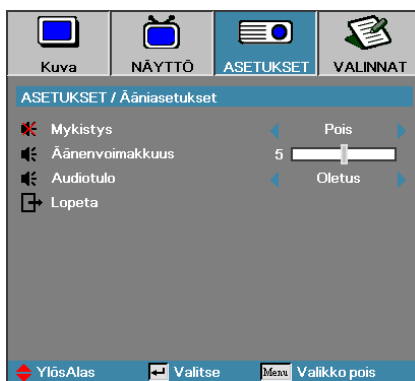 Kuva NÄYTTÖ ASETUKSET VALINNAT
ASETUKSET / Ääniasetukset
Mykistys Pois
Äänenvoimakkuus 5
Audiotulo Oletus
Lopeta
YlösAlas Valitse Menu Valikko pois